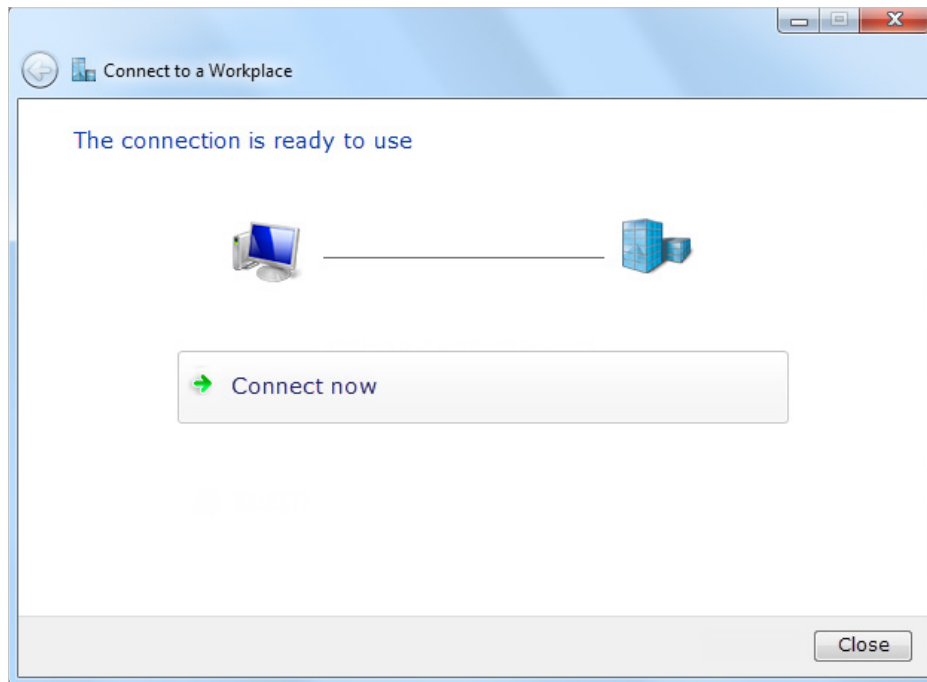 Connect to a Workplace
The connection is ready to use
Connect now
Close